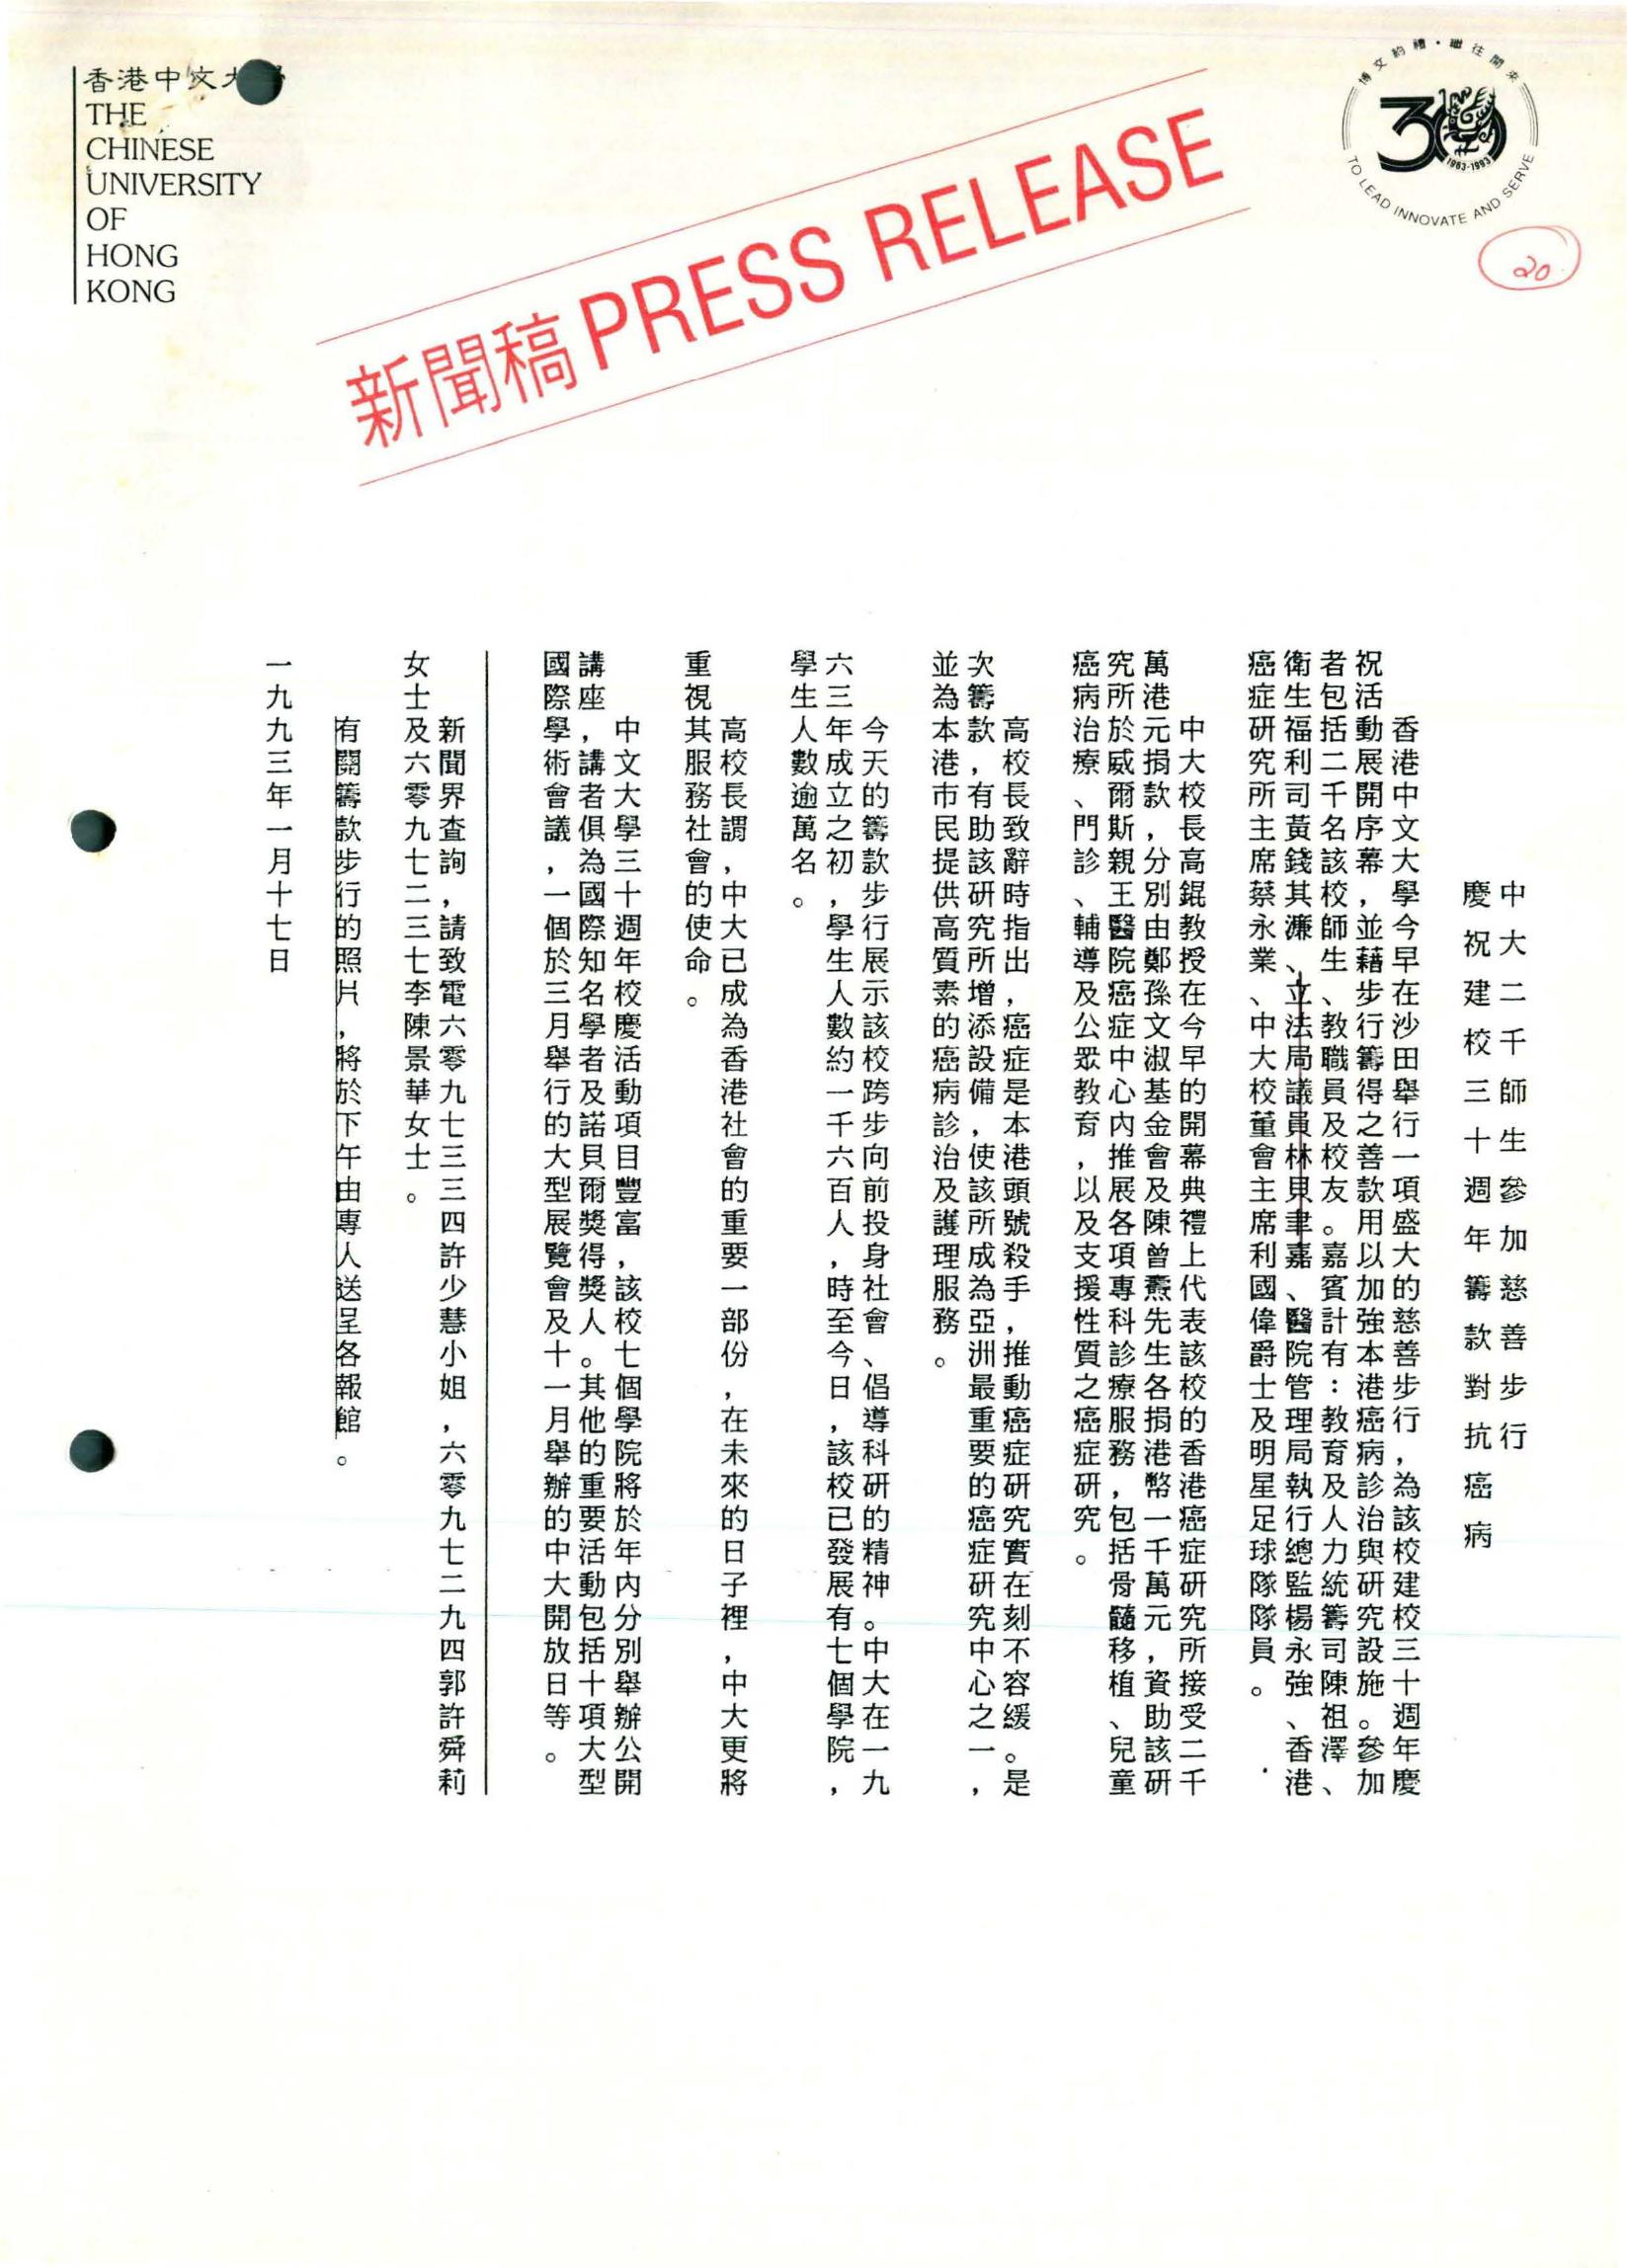 香港中文大學
THE
CHINESE
UNIVERSITY
OF
HONG
KONG
博文約禮·繼往開來
30
1963-1993
TO LEAD INNOVATE AND SERVE
20
新聞稿 PRESS RELEASE
中大二千師生參加慈善步行
慶祝建校三十週年籌款對抗癌病
香港中文大學今早在沙田舉行一項盛大的慈善步行，為該校建校三十週年慶
祝活動展開序幕，並藉步行籌得之善款用以加強本港癌病診治與研究設施。參加
者包括二千名該校師生、教職員及校友。嘉賓計有：教育及人力統籌司陳祖澤、
衛生福利司黃錢其濂、立法局議員林貝聿嘉、醫院管理局執行總監楊永強、香港
癌症研究所主席蔡永業、中大校董會主席利國偉爵士及明星足球隊隊員。
中大校長高錕教授在今早的開幕典禮上代表該校的香港癌症研究所接受二千
萬港元捐款，分別由鄭孫文淑基金會及陳曾燾先生各捐港幣一千萬元，資助該研
究所於威爾斯親王醫院癌症中心內推展各項專科診療服務，包括骨髓移植、兒童
癌病治療、門診、輔導及公眾教育，以及支援性質之癌症研究。
高校長致辭時指出，癌症是本港頭號殺手，推動癌症研究實在刻不容緩。是
次籌款，有助該研究所增添設備，使該所成為亞洲最重要的癌症研究中心之一，
並為本港市民提供高質素的癌病診治及護理服務。
今天的籌款步行展示該校跨步向前投身社會、倡導科研的精神。中大在一九
六三年成立之初，學生人數約一千六百人，時至今日，該校已發展有七個學院，
學生人數逾萬名。
高校長謂，中大已成為香港社會的重要一部份，在未來的日子裡，中大更將
重視其服務社會的使命。
中文大學三十週年校慶活動項目豐富，該校七個學院將於年內分別舉辦公開
講座，講者俱為國際知名學者及諾貝爾獎得獎人。其他的重要活動包括十項大型
國際學術會議，一個於三月舉行的大型展覽會及十一月舉辦的中大開放日等。
新聞界查詢，請致電六零九七三三四許少慧小姐，六零九七二九四郭許舜莉
女士及六零九七二三七李陳景華女士。
有關籌款步行的照片，將於下午由專人送呈各報館。
一九九三年一月十七日